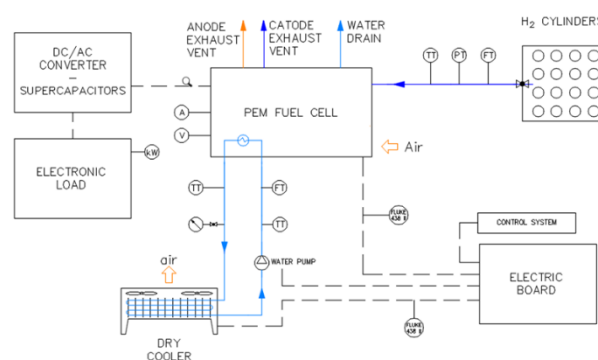 ANODE
EXHAUST
VENT
CATODE
EXHAUST
VENT
WATER
DRAIN
H2 CYLINDERS
DC/AC
CONVERTER
–
SUPERCAPACITORS
TT
PT
FT
PEM FUEL CELL
A
V
Air
ELECTRONIC
LOAD
kW
TT
FT
TT
FLUKE
438 II
CONTROL SYSTEM
air
WATER PUMP
ELECTRIC
BOARD
FLUKE
438 II
DRY
COOLER